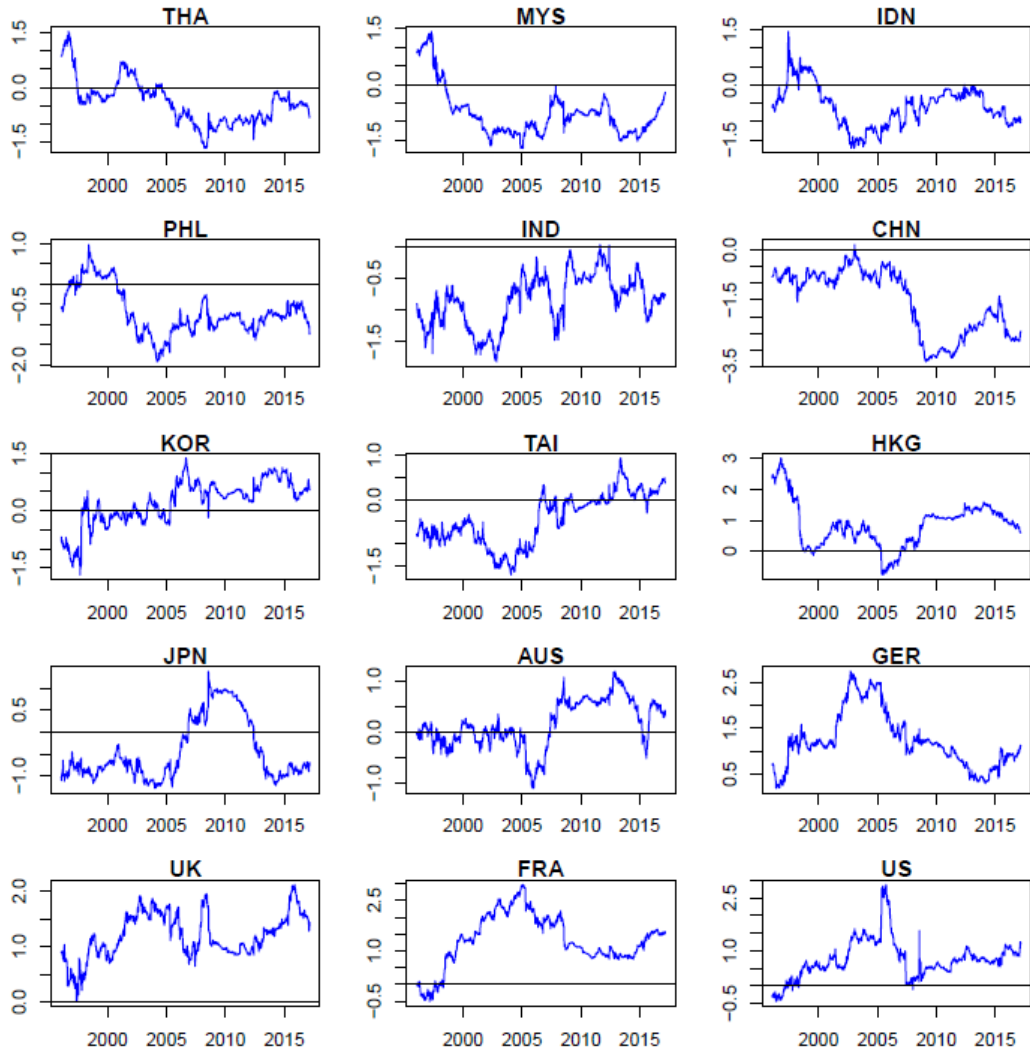 THA MYS IDN
1.5 1.5 1.5
0.0 0.0 0.0
−1.5 −1.5 −1.5
2000 2005 2010 2015 2000 2005 2010 2015 2000 2005 2010 2015
PHL IND CHN
1.0 −0.5 0.0
−0.5 −1.5 −1.5
−2.0 −3.5
2000 2005 2010 2015 2000 2005 2010 2015 2000 2005 2010 2015
KOR TAI HKG
1.5 1.0 3
0.0 0.0 2
−1.5 −1.5 1
0
2000 2005 2010 2015 2000 2005 2010 2015 2000 2005 2010 2015
JPN AUS GER
0.5 1.0 2.5
−1.0 0.0 1.5
−1.0 0.5
2000 2005 2010 2015 2000 2005 2010 2015 2000 2005 2010 2015
UK FRA US
2.0 2.5 2.5
1.0 1.0 1.0
0.0 −0.5 −0.5
2000 2005 2010 2015 2000 2005 2010 2015 2000 2005 2010 2015